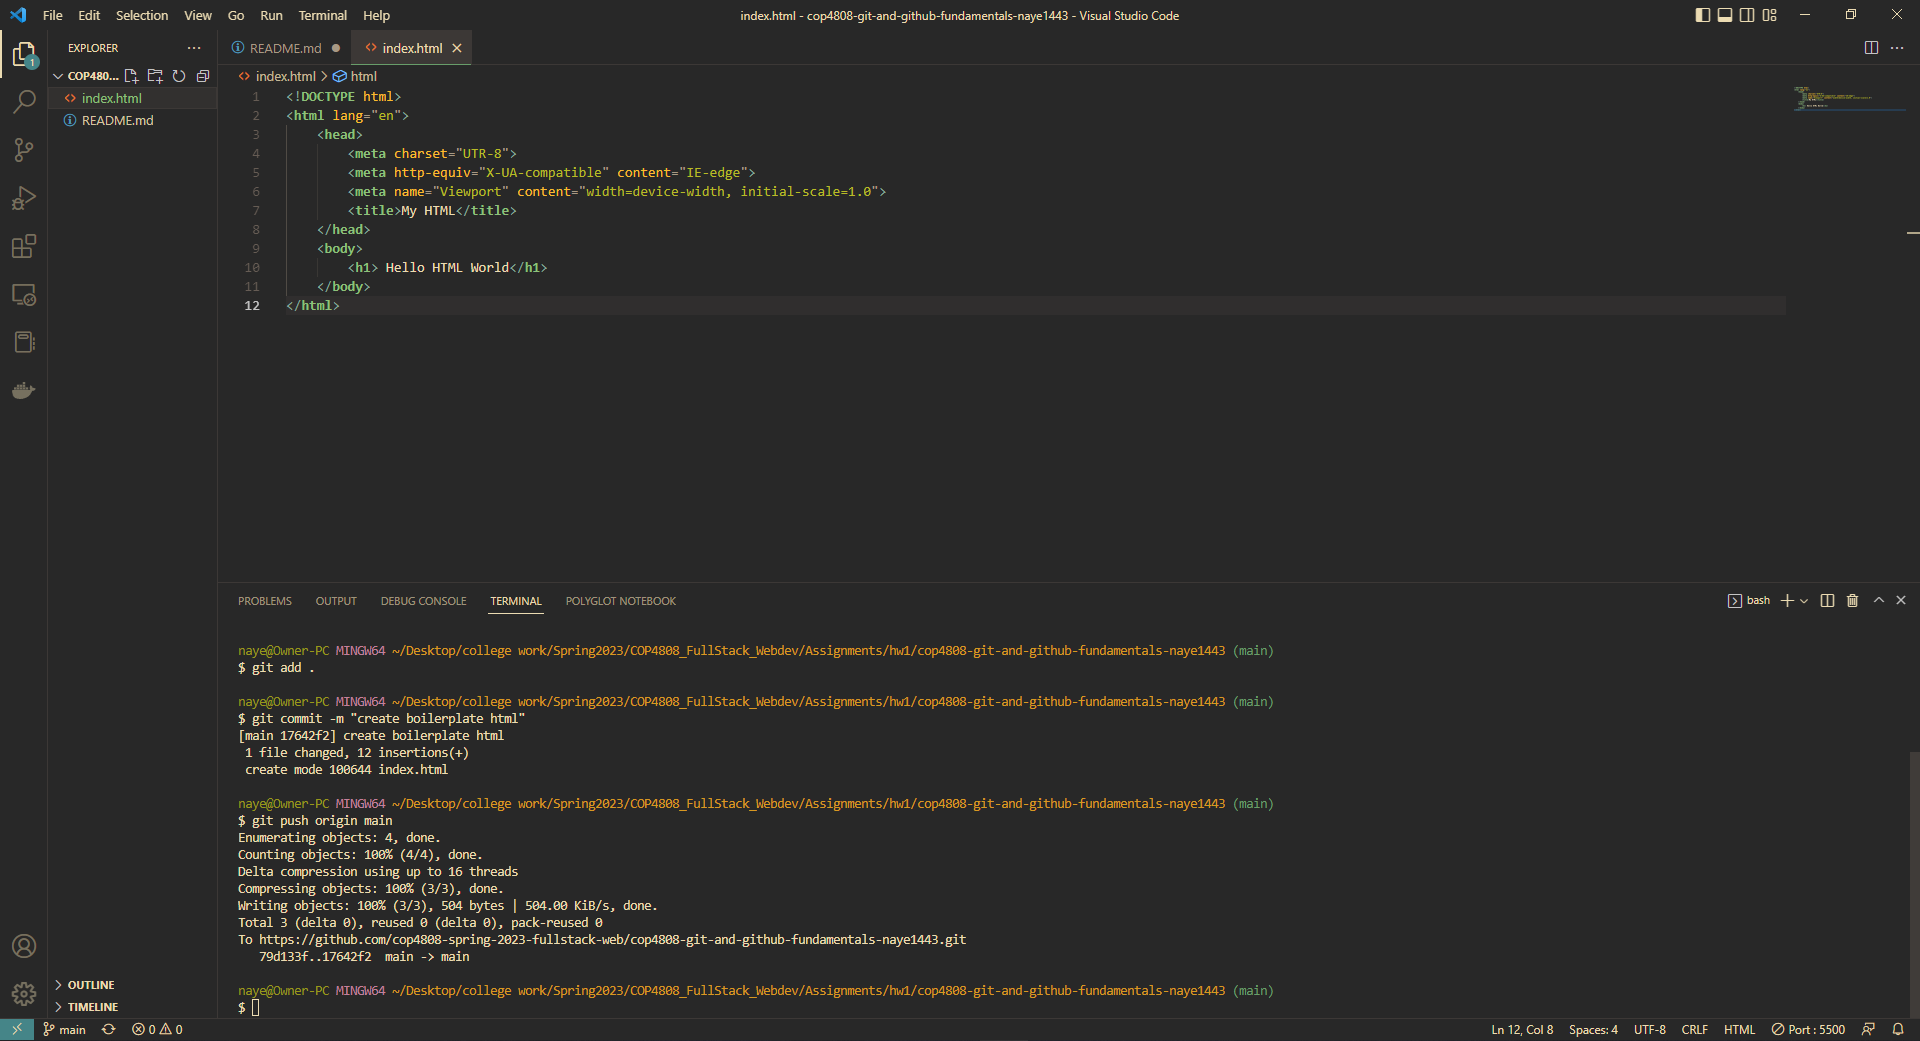 File Edit Selection View Go Run Terminal Help
index.html - cop4808-git-and-github-fundamentals-naye1443 - Visual Studio Code
EXPLORER
README.md
index.html
1
COP480...
index.html
README.md
index.html > html
1 <!DOCTYPE html>
2 <html lang="en">
3 <head>
4 <meta charset="UTR-8">
5 <meta http-equiv="X-UA-compatible" content="IE-edge">
6 <meta name="Viewport" content="width=device-width, initial-scale=1.0">
7 <title>My HTML</title>
8 </head>
9 <body>
10 <h1> Hello HTML World</h1>
11 </body>
12 </html>
PROBLEMS OUTPUT DEBUG CONSOLE TERMINAL POLYGLOT NOTEBOOK
bash
naye@Owner-PC MINGW64 ~/Desktop/college work/Spring2023/COP4808_FullStack_Webdev/Assignments/hw1/cop4808-git-and-github-fundamentals-naye1443 (main)
$ git add .
naye@Owner-PC MINGW64 ~/Desktop/college work/Spring2023/COP4808_FullStack_Webdev/Assignments/hw1/cop4808-git-and-github-fundamentals-naye1443 (main)
$ git commit -m "create boilerplate html"
[main 17642f2] create boilerplate html
1 file changed, 12 insertions(+)
create mode 100644 index.html
naye@Owner-PC MINGW64 ~/Desktop/college work/Spring2023/COP4808_FullStack_Webdev/Assignments/hw1/cop4808-git-and-github-fundamentals-naye1443 (main)
$ git push origin main
Enumerating objects: 4, done.
Counting objects: 100% (4/4), done.
Delta compression using up to 16 threads
Compressing objects: 100% (3/3), done.
Writing objects: 100% (3/3), 504 bytes | 504.00 KiB/s, done.
Total 3 (delta 0), reused 0 (delta 0), pack-reused 0
To https://github.com/cop4808-spring-2023-fullstack-web/cop4808-git-and-github-fundamentals-naye1443.git
79d133f..17642f2 main -> main
naye@Owner-PC MINGW64 ~/Desktop/college work/Spring2023/COP4808_FullStack_Webdev/Assignments/hw1/cop4808-git-and-github-fundamentals-naye1443 (main)
$
OUTLINE
TIMELINE
main 0 0
Ln 12, Col 8 Spaces: 4 UTF-8 CRLF HTML Port : 5500